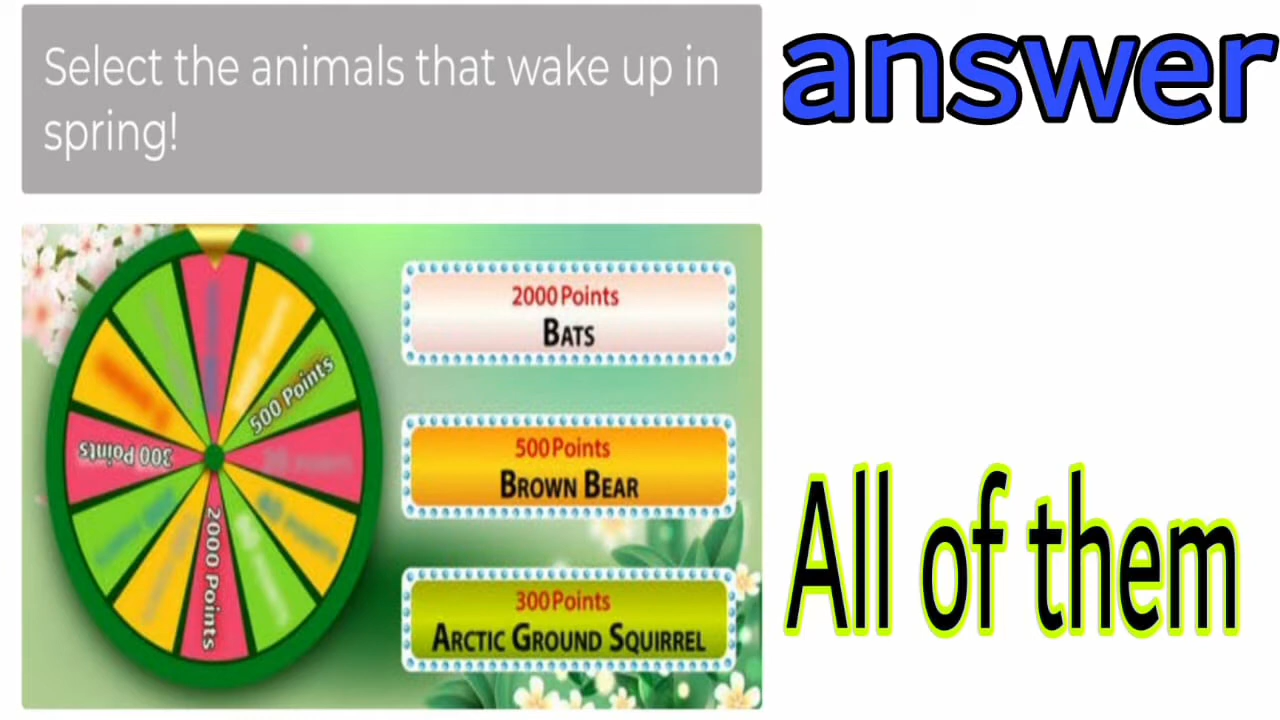 Select the animals that wake up in
spring!
answer
500 Points
300 Points
2000 Points
2000 Points
BATS
500 Points
BROWN BEAR
300 Points
ARCTIC GROUND SQUIRREL
All of them